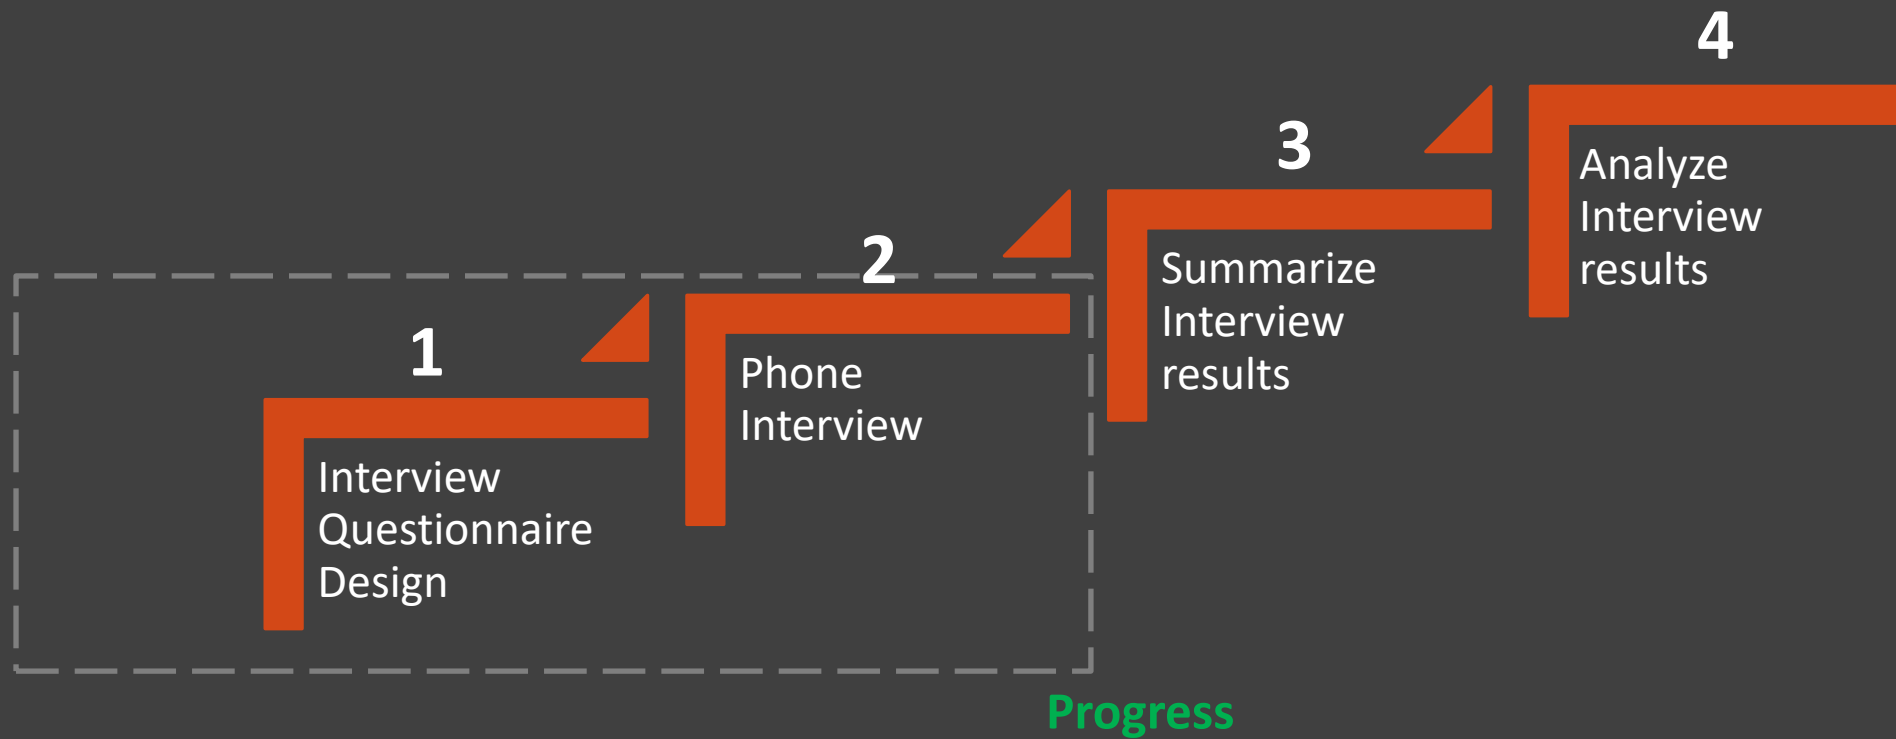 1
Interview
Questionnaire
Design
2
Phone
Interview
3
Summarize
Interview
results
4
Analyze
Interview
results
Progress